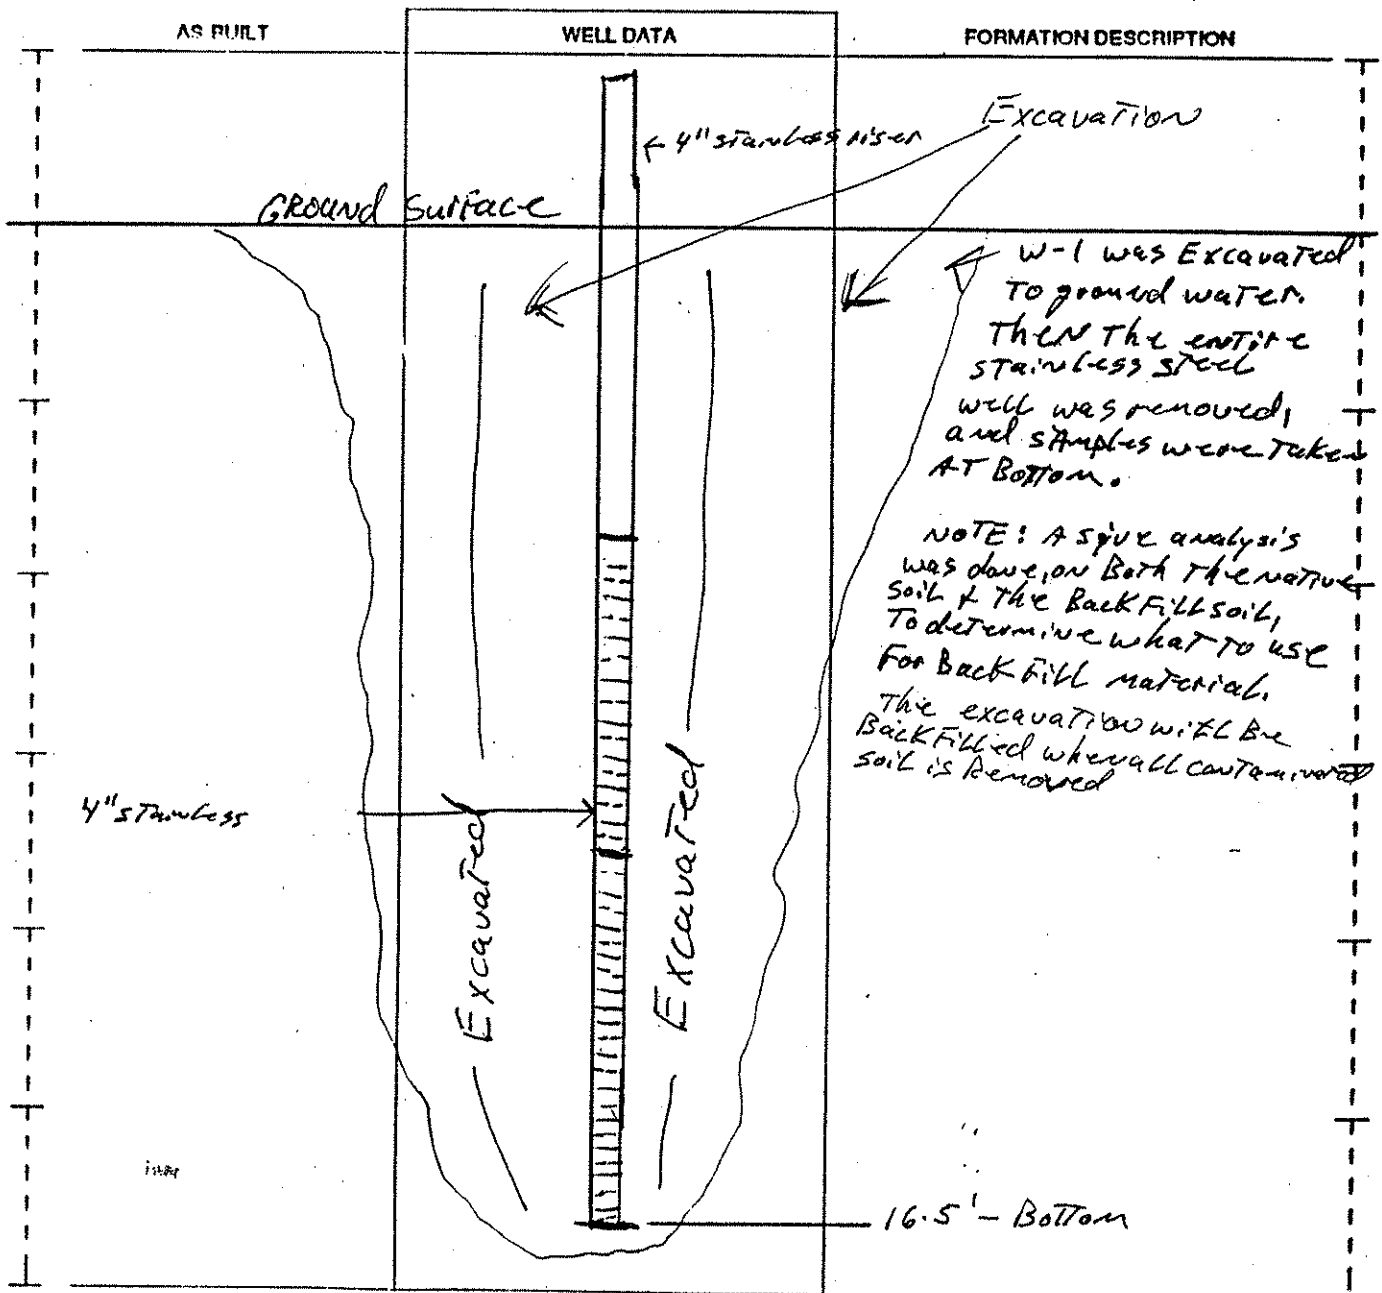 AS BUILT
WELL DATA
FORMATION DESCRIPTION
Excavation
← 4" stainless riser
GROUND SURFACE
W-1 was Excavated
To ground water.
Then The entire
stainless steel
well was removed,
and samples were Taken
AT Bottom.
NOTE: A sive analysis
was done, on Both The native
soil & The BackFill soil,
To determine what To use
For BackFill material.
The excavation will Be
BackFilled when all contaminated
soil is Removed
4" stainless
Excavated
Excavated
16.5' - Bottom